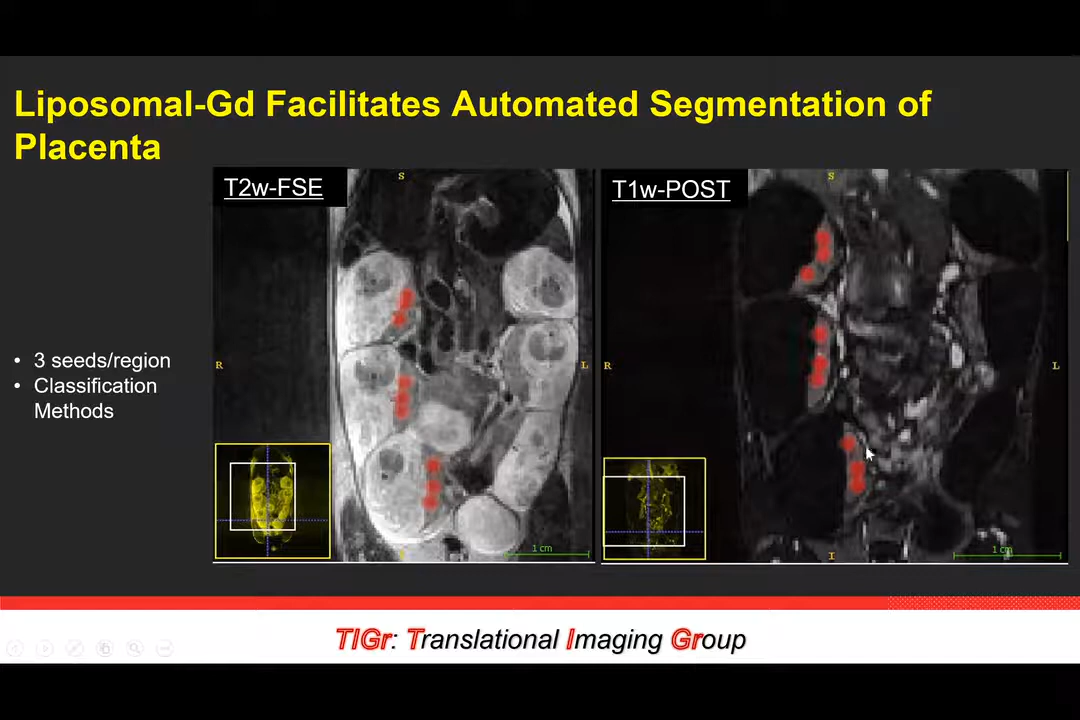 Liposomal-Gd Facilitates Automated Segmentation of
Placenta
T2w-FSE
T1w-POST
S
S
• 3 seeds/region
• Classification
Methods
R
L
R
L
1 cm
I
1 cm
I
TIGr: Translational Imaging Group